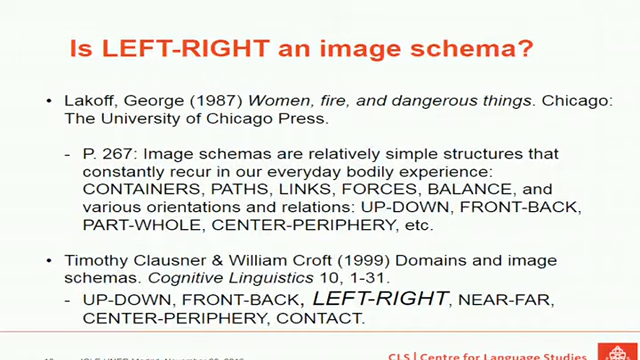 Is LEFT-RIGHT an image schema?
• Lakoff, George (1987) Women, fire, and dangerous things. Chicago:
The University of Chicago Press.
- P. 267: Image schemas are relatively simple structures that
constantly recur in our everyday bodily experience:
CONTAINERS, PATHS, LINKS, FORCES, BALANCE, and
various orientations and relations: UP-DOWN, FRONT-BACK,
PART-WHOLE, CENTER-PERIPHERY, etc.
• Timothy Clausner & William Croft (1999) Domains and image
schemas. Cognitive Linguistics 10, 1-31.
- UP-DOWN, FRONT-BACK, LEFT-RIGHT, NEAR-FAR,
CENTER-PERIPHERY, CONTACT.
CLS | Centre for Language Studies